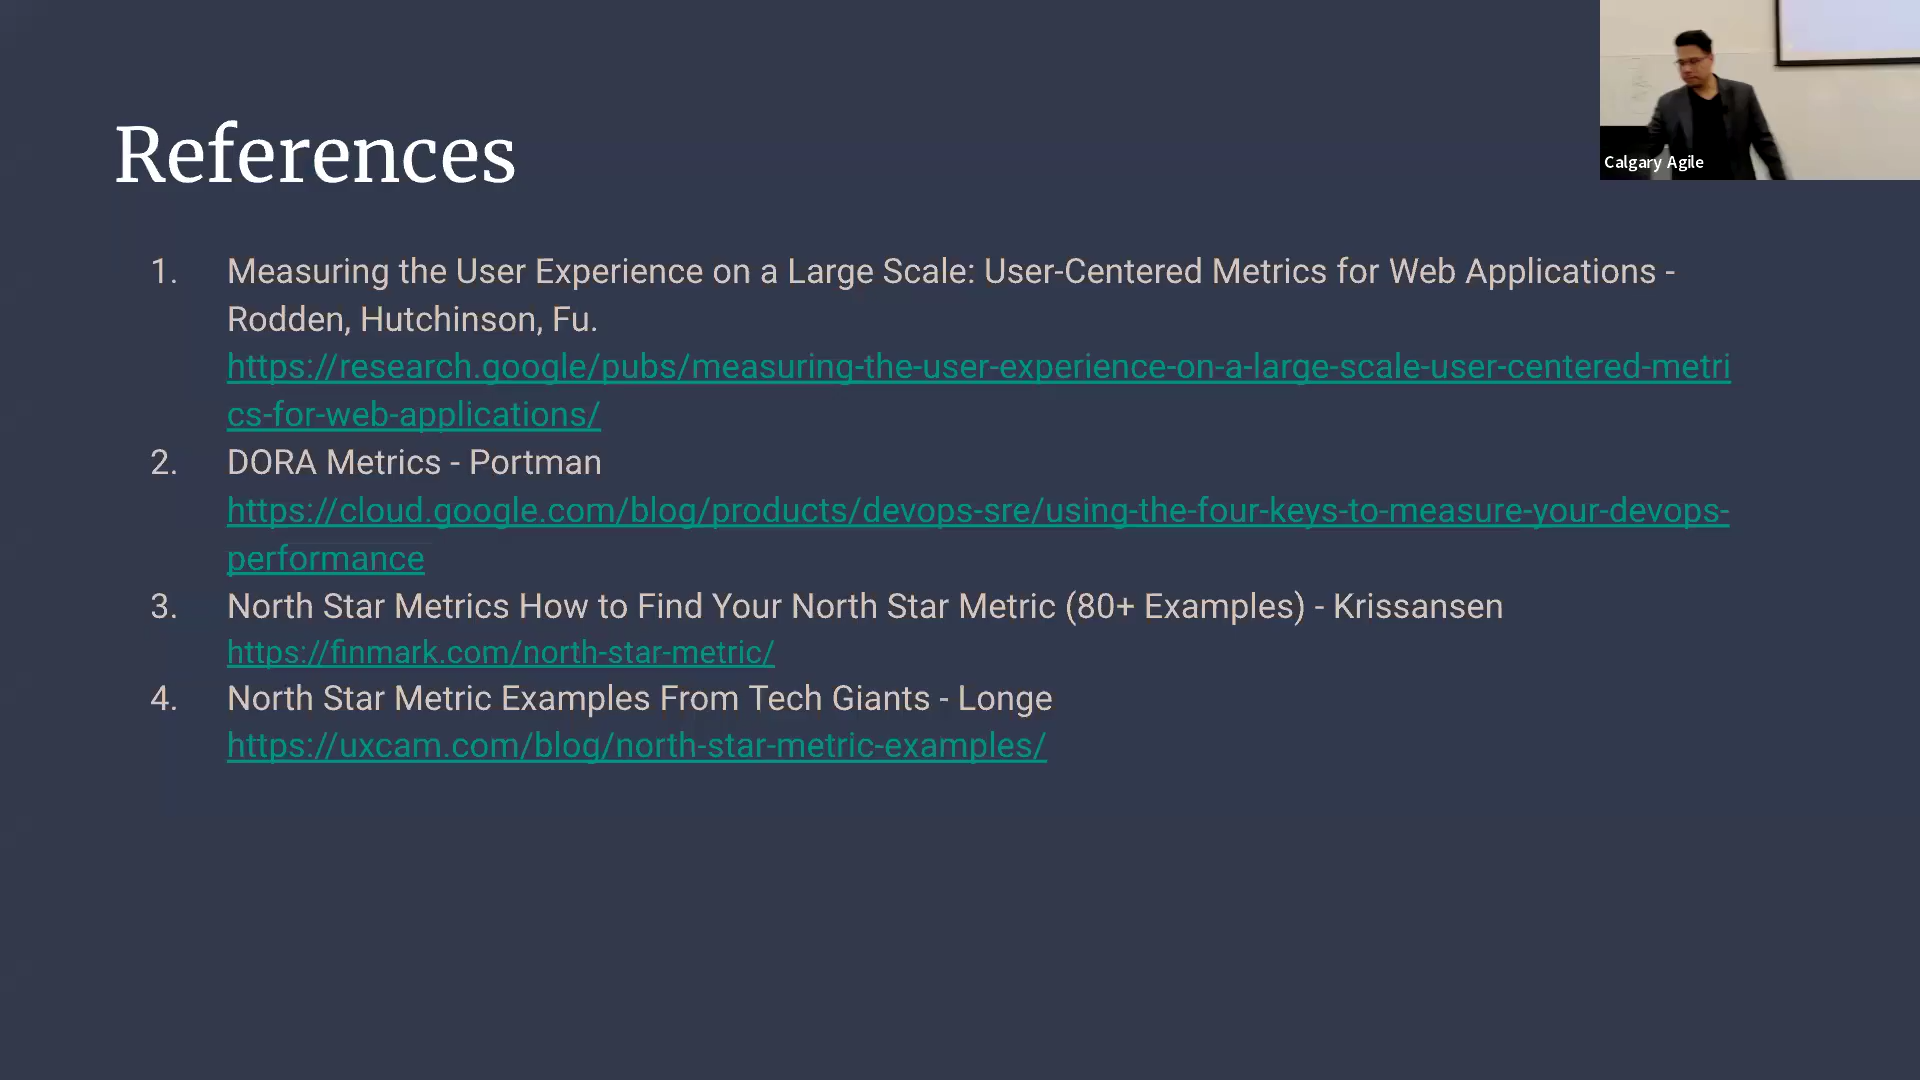 References
Calgary Agile
1. Measuring the User Experience on a Large Scale: User-Centered Metrics for Web Applications -
Rodden, Hutchinson, Fu.
https://research.google/pubs/measuring-the-user-experience-on-a-large-scale-user-centered-metri
cs-for-web-applications/
2. DORA Metrics - Portman
https://cloud.google.com/blog/products/devops-sre/using-the-four-keys-to-measure-your-devops-
performance
3. North Star Metrics How to Find Your North Star Metric (80+ Examples) - Krissansen
https://finmark.com/north-star-metric/
4. North Star Metric Examples From Tech Giants - Longe
https://uxcam.com/blog/north-star-metric-examples/